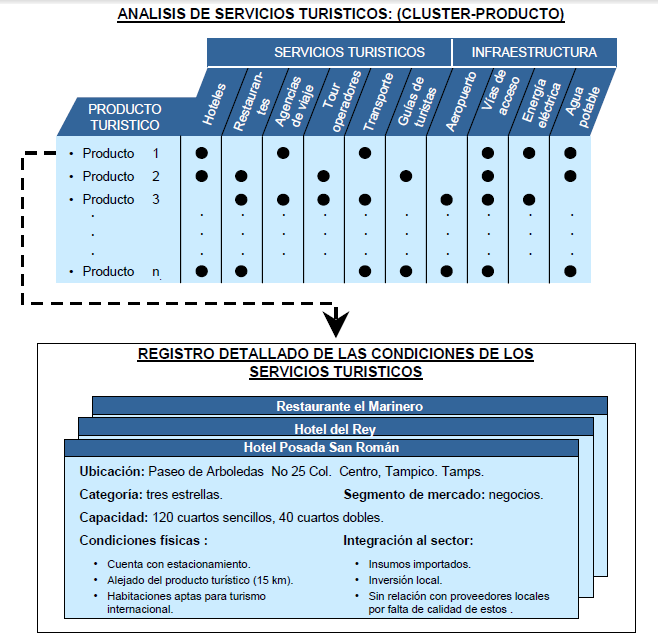 ANALISIS DE SERVICIOS TURISTICOS: (CLUSTER-PRODUCTO)
SERVICIOS TURISTICOS
INFRAESTRUCTURA
PRODUCTO
TURISTICO
Hoteles
Restauran-
tes
Agencias
de viaje
Tour
operadores
Transporte
Guías de
turistas
Aeropuerto
Vías de
acceso
Energía
eléctrica
Agua
potable
• Producto 1
• Producto 2
• Producto 3
• Producto n.
REGISTRO DETALLADO DE LAS CONDICIONES DE LOS
SERVICIOS TURISTICOS
Restaurante el Marinero
Hotel del Rey
Hotel Posada San Román
Ubicación: Paseo de Arboledas No 25 Col. Centro, Tampico. Tamps.
Categoría: tres estrellas. Segmento de mercado: negocios.
Capacidad: 120 cuartos sencillos, 40 cuartos dobles.
Condiciones físicas :
• Cuenta con estacionamiento.
• Alejado del producto turístico (15 km).
• Habitaciones aptas para turismo
internacional.
Integración al sector:
• Insumos importados.
• Inversión local.
• Sin relación con proveedores locales
por falta de calidad de estos .